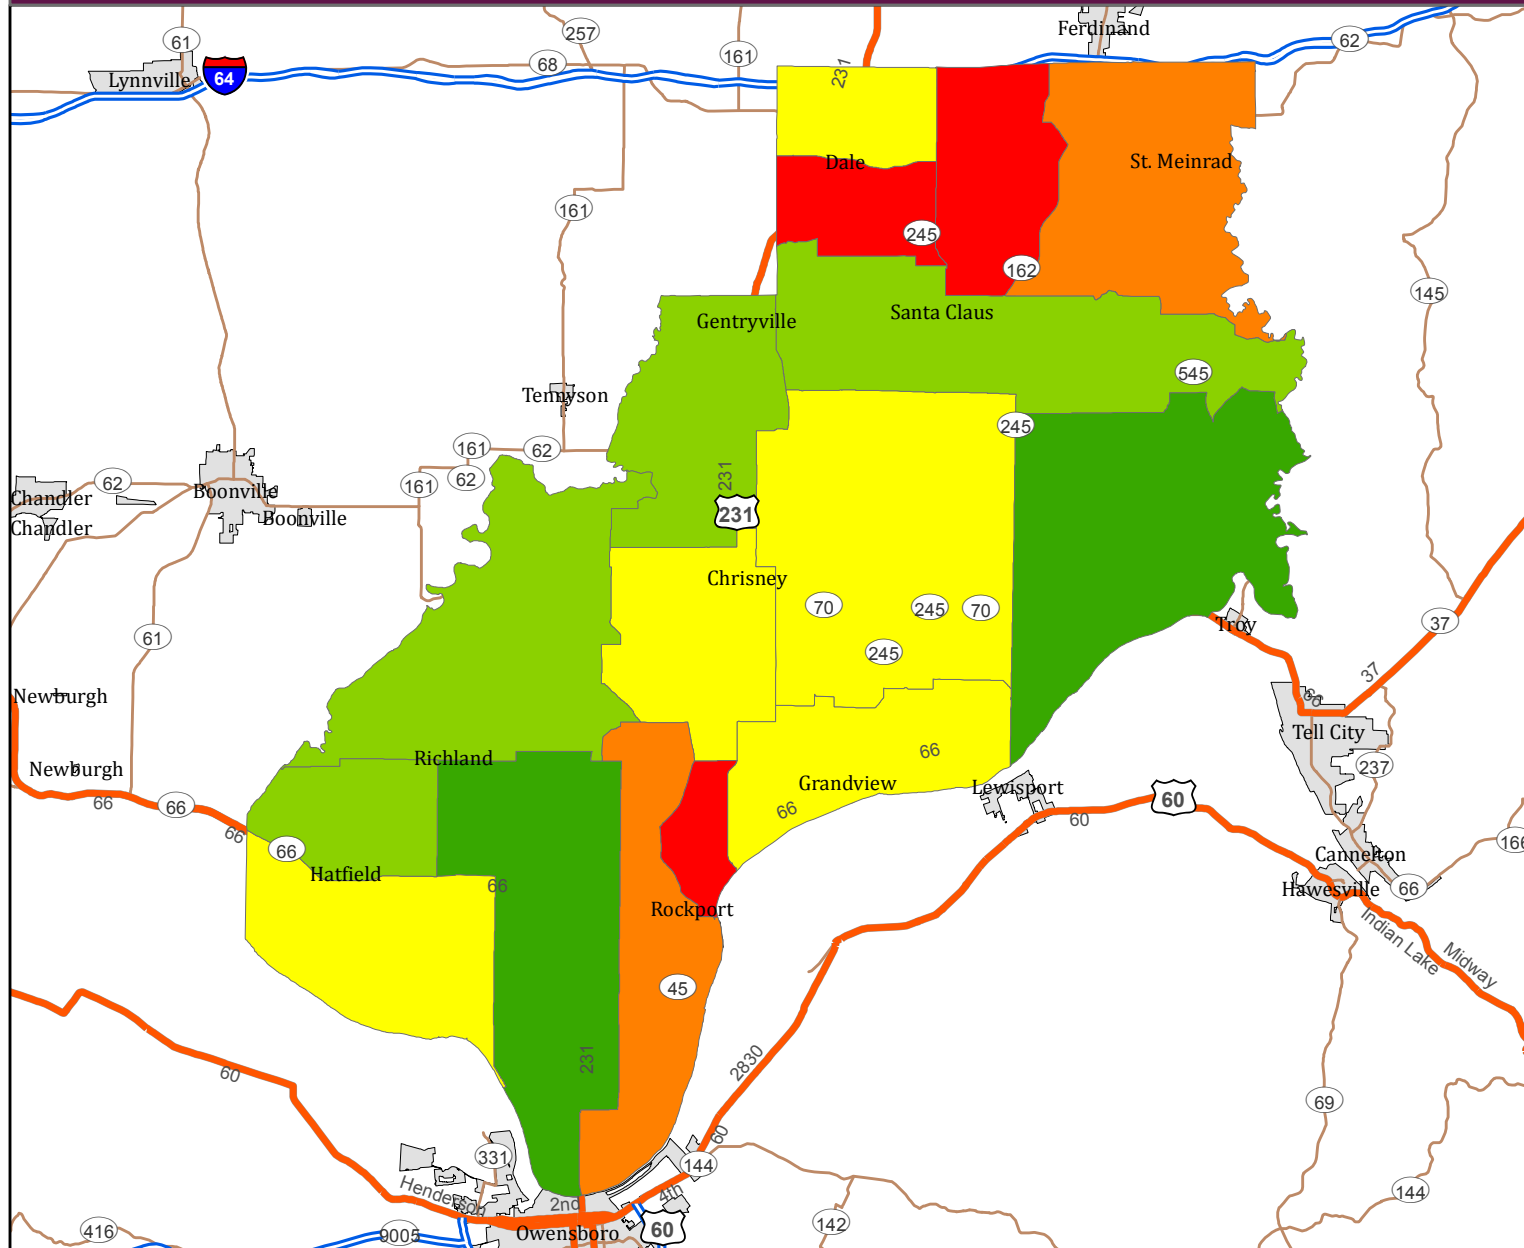 Ferdinand
61
257
161
62
68
Lynnville
64
231
Dale
St. Meinrad
161
245
162
145
Gentryville
Santa Claus
545
Tennyson
245
161
62
62
161
62
231
Chandler
Boonville
Chandler
Boonville
231
Chrisney
70
245
70
Troy
37
61
245
37
66
Newburgh
Tell City
Richland
66
237
Newburgh
Grandview
Lewisport
60
66
66
66
66
60
66
66
166
Hatfield
Cannelton
66
Hawesville
66
Rockport
Indian Lake
Midway
45
231
2830
60
69
60
331
144
144
Henderson
2nd
4th
416
9005
Owensboro
60
142